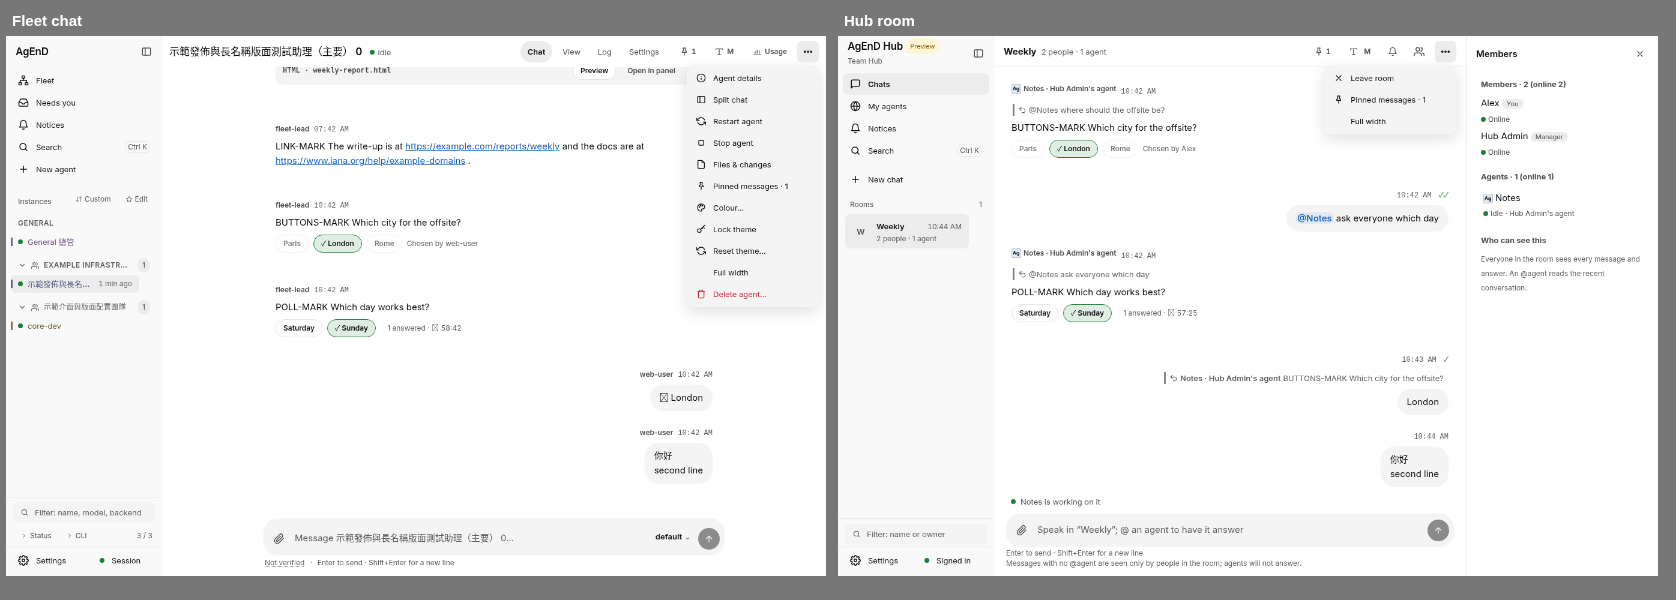 Fleet chat
AgEnD
Fleet
Needs you
Notices
Search Ctrl K
New agent
Instances Custom Edit
GENERAL
General 總管
EXAMPLE INFRASTR... 1
示範發佈與長名... 1 min ago
示範介面與版面配置團隊 1
core-dev
Filter: name, model, backend
Status CLI 3 / 3
Settings Session
示範發佈與長名稱版面測試助理（主要） 0 Idle
Chat View Log Settings 1 M Usage
HTML · weekly-report.html Preview Open in panel
fleet-lead 07:42 AM
LINK-MARK The write-up is at https://example.com/reports/weekly and the docs are at
https://www.iana.org/help/example-domains .
fleet-lead 10:42 AM
BUTTONS-MARK Which city for the offsite?
Paris ✓ London Rome Chosen by web-user
fleet-lead 10:42 AM
POLL-MARK Which day works best?
Saturday ✓ Sunday 1 answered · 58:42
web-user 10:42 AM
London
web-user 10:42 AM
你好
second line
Message 示範發佈與長名稱版面測試助理（主要） 0... default
Not verified · Enter to send · Shift+Enter for a new line
Agent details
Split chat
Restart agent
Stop agent
Files & changes
Pinned messages · 1
Colour...
Lock theme
Reset theme...
Full width
Delete agent...
Hub room
AgEnD Hub Preview
Team Hub
Chats
My agents
Notices
Search Ctrl K
New chat
Rooms 1
W Weekly 10:44 AM
2 people · 1 agent
Filter: name or owner
Settings Signed in
Weekly 2 people · 1 agent
1 M
Leave room
Pinned messages · 1
Full width
Ag Notes · Hub Admin's agent 10:42 AM
@Notes where should the offsite be?
BUTTONS-MARK Which city for the offsite?
Paris ✓ London Rome Chosen by Alex
10:42 AM ✓✓
@Notes ask everyone which day
Ag Notes · Hub Admin's agent 10:42 AM
@Notes ask everyone which day
POLL-MARK Which day works best?
Saturday ✓ Sunday 1 answered · 57:25
10:43 AM ✓
Notes · Hub Admin's agent BUTTONS-MARK Which city for the offsite?
London
10:44 AM
你好
second line
Notes is working on it
Speak in “Weekly”; @ an agent to have it answer
Enter to send · Shift+Enter for a new line
Messages with no @agent are seen only by people in the room; agents will not answer.
Members
Members · 2 (online 2)
Alex You
Online
Hub Admin Manager
Online
Agents · 1 (online 1)
Ag Notes
Idle · Hub Admin's agent
Who can see this
Everyone in the room sees every message
and answer. An @agent reads the recent
conversation.